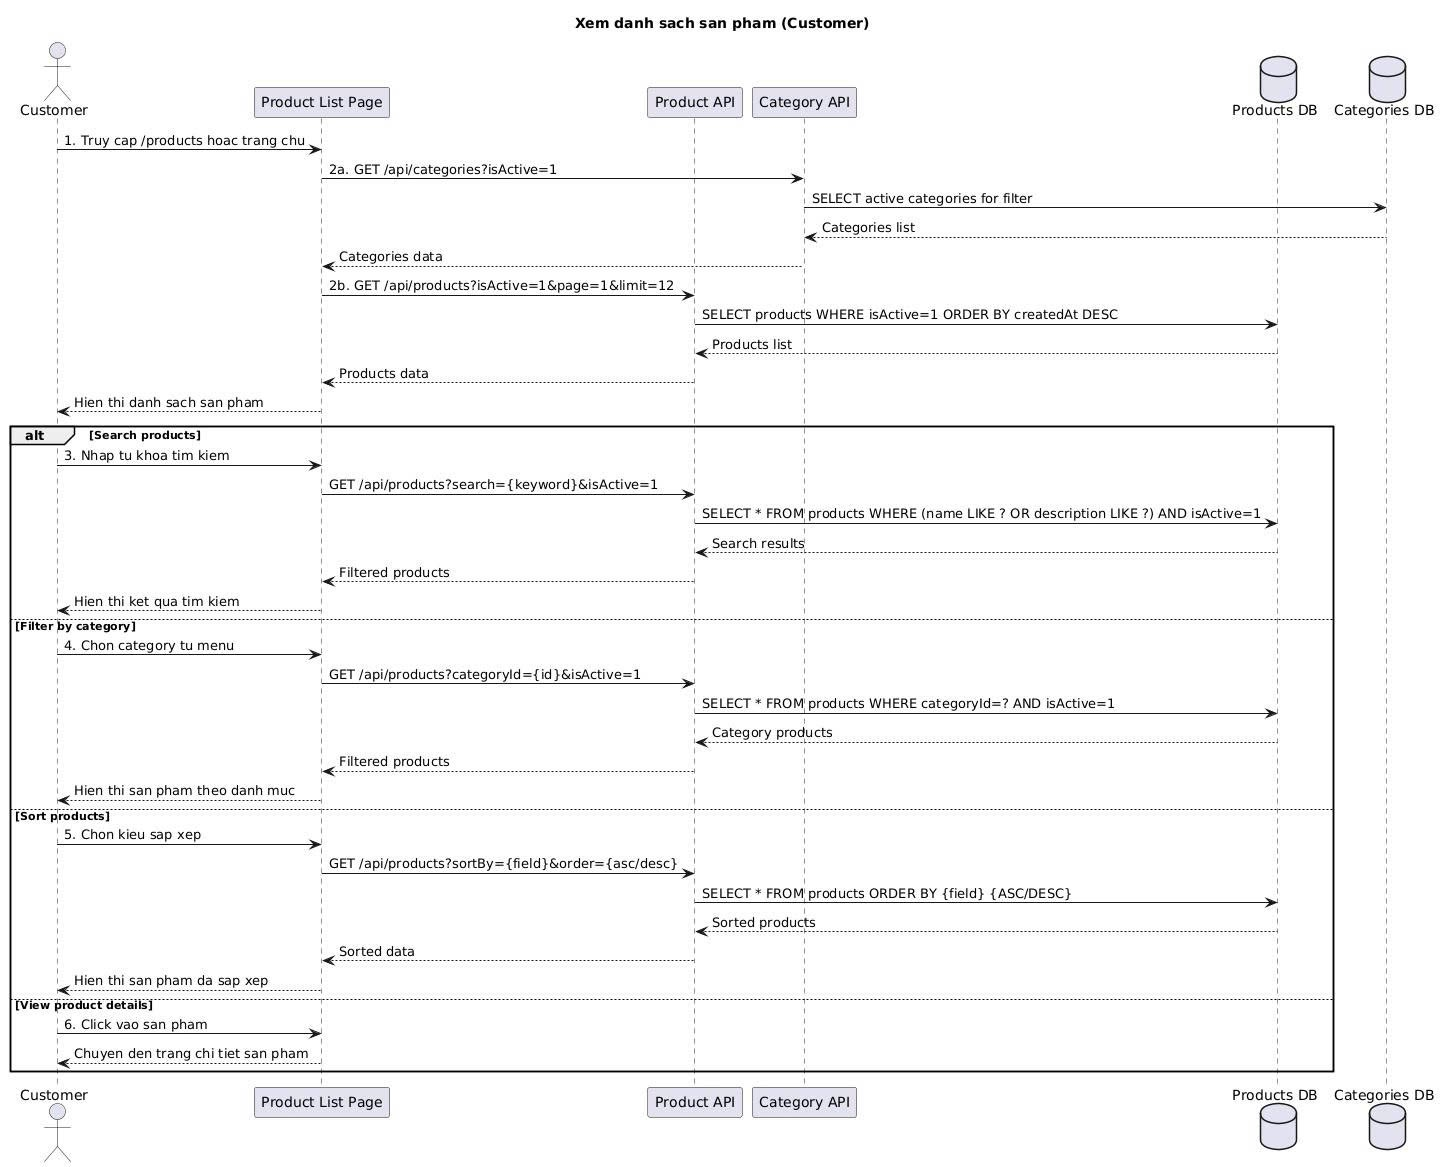 Xem danh sach san pham (Customer)
Customer
Product List Page
Product API
Category API
Products DB
Categories DB
1. Truy cap /products hoac trang chu
2a. GET /api/categories?isActive=1
SELECT active categories for filter
Categories list
Categories data
2b. GET /api/products?isActive=1&page=1&limit=12
SELECT products WHERE isActive=1 ORDER BY createdAt DESC
Products list
Products data
Hien thi danh sach san pham
alt [Search products]
3. Nhap tu khoa tim kiem
GET /api/products?search={keyword}&isActive=1
SELECT * FROM products WHERE (name LIKE ? OR description LIKE ?) AND isActive=1
Search results
Filtered products
Hien thi ket qua tim kiem
[Filter by category]
4. Chon category tu menu
GET /api/products?categoryId={id}&isActive=1
SELECT * FROM products WHERE categoryId=? AND isActive=1
Category products
Filtered products
Hien thi san pham theo danh muc
[Sort products]
5. Chon kieu sap xep
GET /api/products?sortBy={field}&order={asc/desc}
SELECT * FROM products ORDER BY {field} {ASC/DESC}
Sorted products
Sorted data
Hien thi san pham da sap xep
[View product details]
6. Click vao san pham
Chuyen den trang chi tiet san pham
Customer
Product List Page
Product API
Category API
Products DB
Categories DB